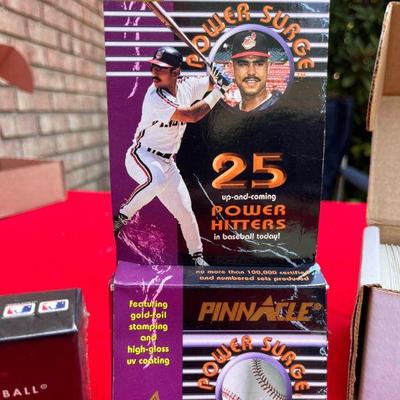 POWER SURGE
25
up-and-coming
POWER
HITTERS
in baseball today!
no more than 100,000 certified
and numbered sets produced
Featuring
gold-foil
stamping
and
high-gloss
uv coating
PINNACLE
POWER SURGE
BALL